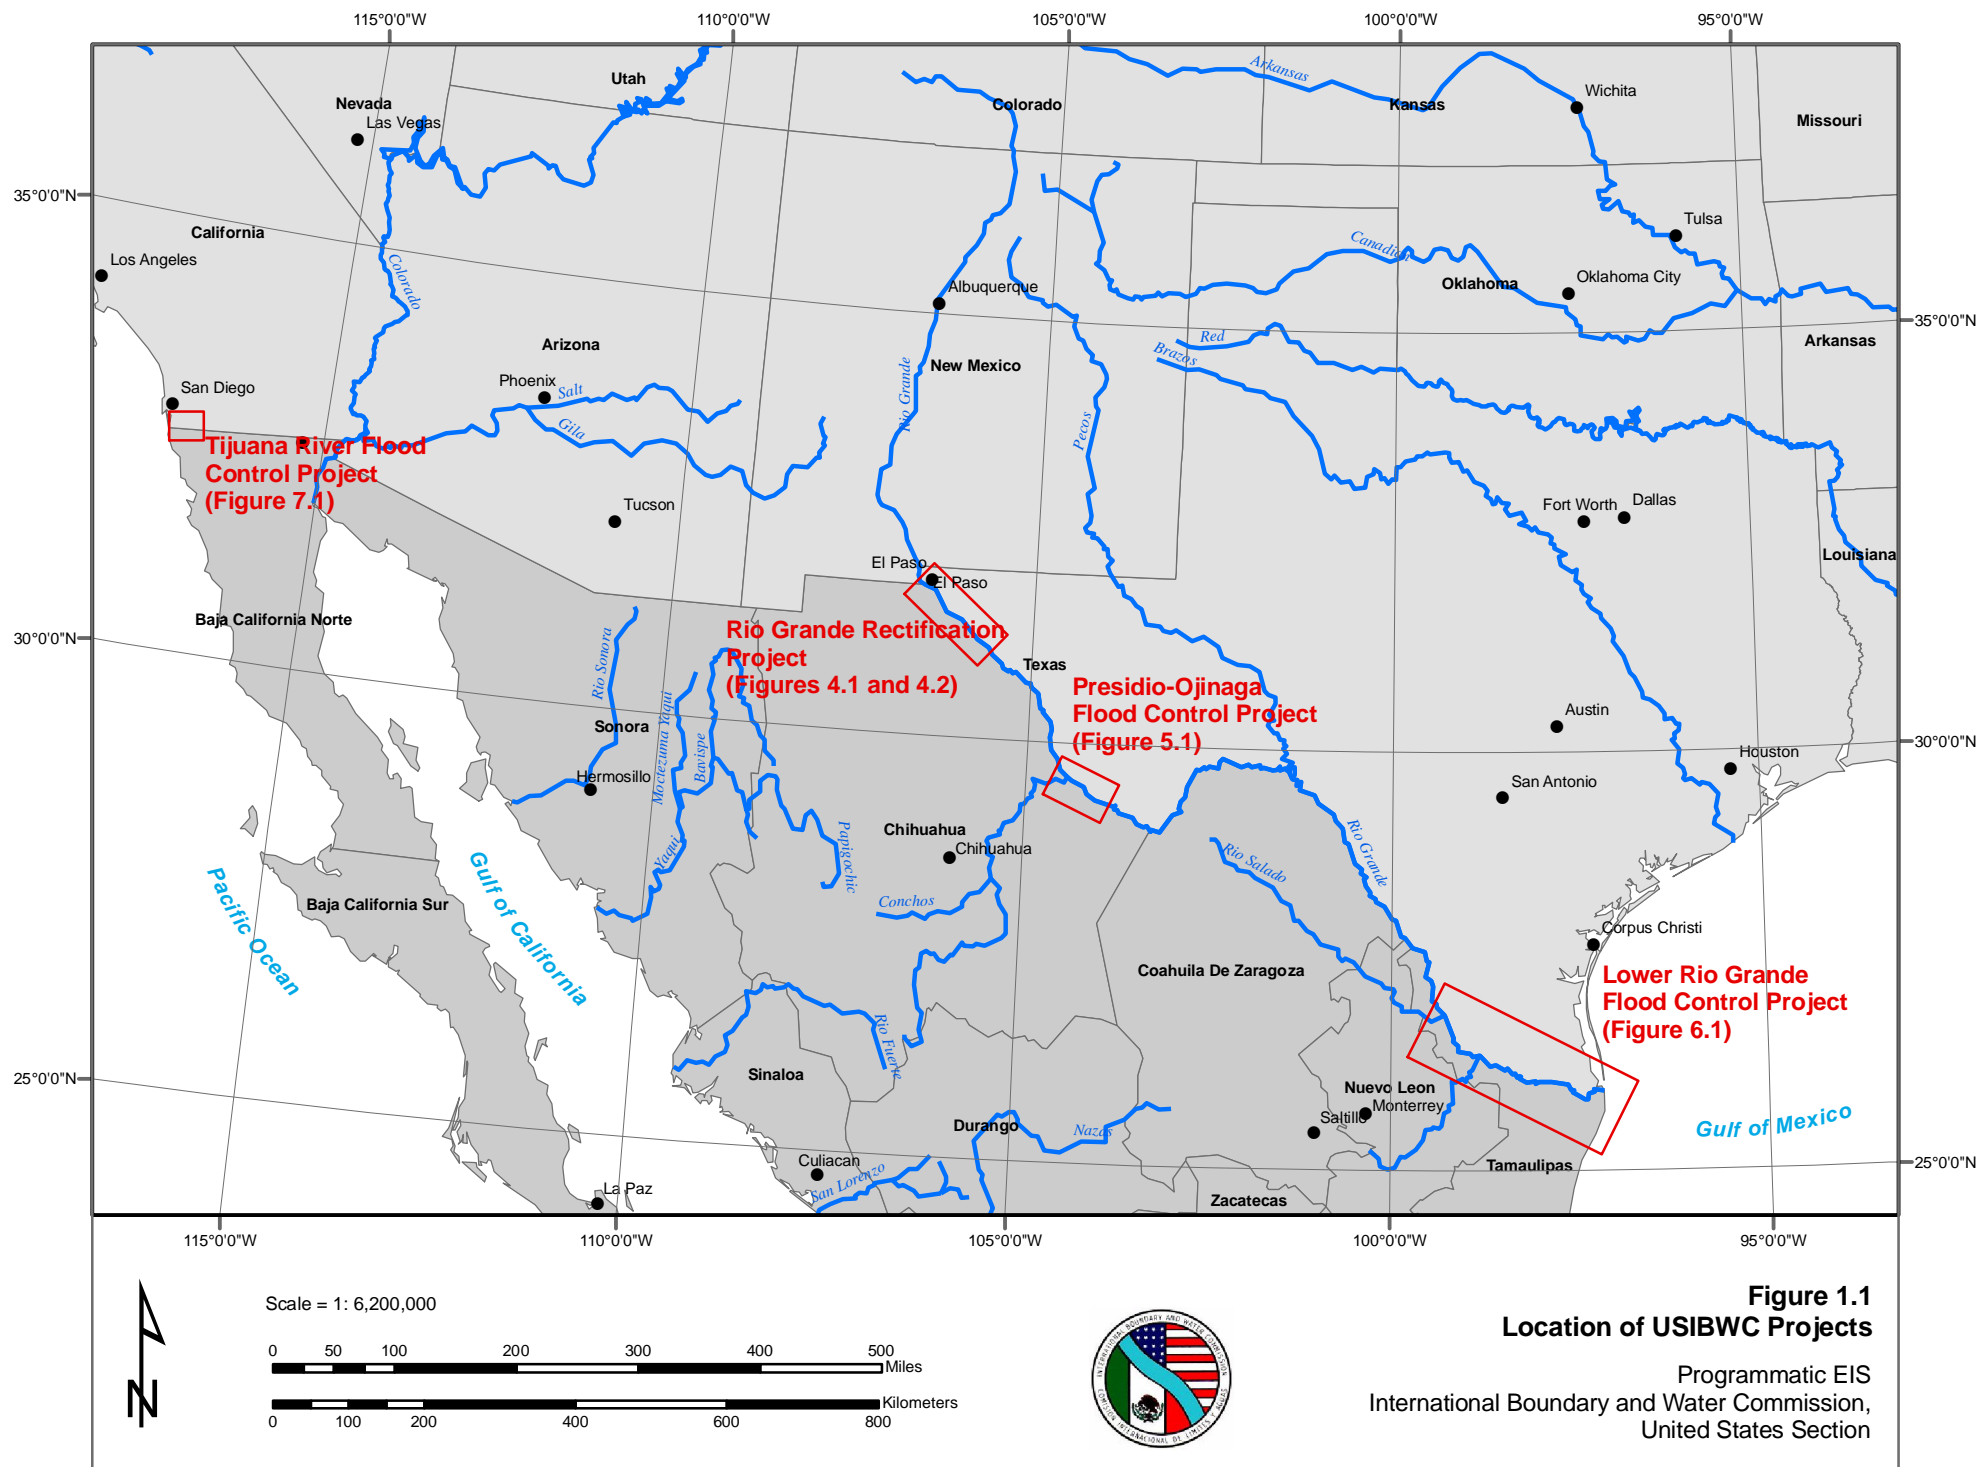 115°0'0"W
110°0'0"W
105°0'0"W
100°0'0"W
95°0'0"W
Utah
Nevada
Las Vegas
Colorado
Arkansas
Kansas
Wichita
Missouri
35°0'0"N
California
Los Angeles
Colorado
Tulsa
Canadian
Oklahoma
Oklahoma City
Albuquerque
35°0'0"N
Arizona
Phoenix
Salt
Gila
Rio Grande
New Mexico
Pecos
Red
Brazos
Arkansas
San Diego
Tijuana River Flood
Control Project
(Figure 7.1)
Tucson
Fort Worth
Dallas
Louisiana
El Paso
El Paso
Baja California Norte
30°0'0"N
Rio Sonora
Sonora
Hermosillo
Moctezuma Yaqui
Bavispe
Yaqui
Rio Grande Rectification
Project
(Figures 4.1 and 4.2)
Texas
Presidio-Ojinaga
Flood Control Project
(Figure 5.1)
Austin
San Antonio
Houston
30°0'0"N
Papigochic
Chihuahua
Chihuahua
Conchos
Rio Salado
Rio Grande
Pacific Ocean
Gulf of California
Baja California Sur
Coahuila De Zaragoza
Corpus Christi
Lower Rio Grande
Flood Control Project
(Figure 6.1)
25°0'0"N
Rio Fuerte
Sinaloa
Durango
Nazas
Nuevo Leon
Monterrey
Saltillo
Gulf of Mexico
Culiacan
San Lorenzo
La Paz
Tamaulipas
Zacatecas
25°0'0"N
115°0'0"W
110°0'0"W
105°0'0"W
100°0'0"W
95°0'0"W
N
Scale = 1: 6,200,000
0 50 100 200 300 400 500
Miles
Kilometers
0 100 200 400 600 800
INTERNATIONAL BOUNDARY AND WATER COMMISSION
COMISION INTERNACIONAL DE LIMITES Y AGUAS
Figure 1.1
Location of USIBWC Projects
Programmatic EIS
International Boundary and Water Commission,
United States Section